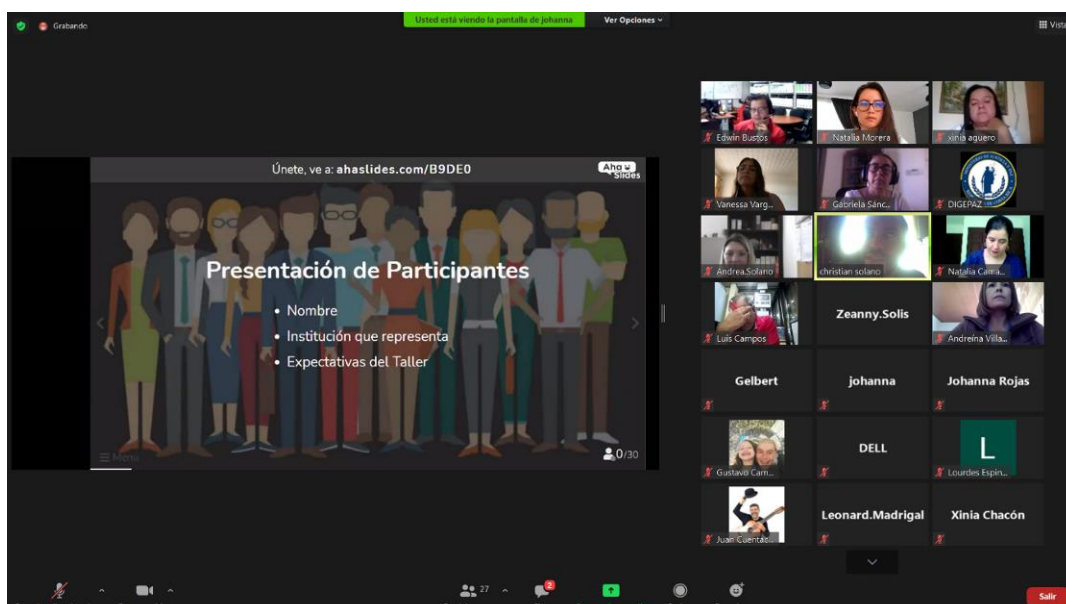 Grabando
Usted está viendo la pantalla de johanna
Ver Opciones
Vista
Únete, ve a: ahaslides.com/B9DE0
Aha Slides
Presentación de Participantes
• Nombre
• Institución que representa
• Expectativas del Taller
Menu
0/30
Edwin Bustos
Natalia Morera
xinia aguero
Vanessa Varg...
Gabriela Sánc...
DIGEPAZ
Andrea.Solano
christian solano
Natalia Cama...
Luis Campos
Zeanny.Solis
Andreína Villa...
Gelbert
johanna
Johanna Rojas
Gustavo Cam...
DELL
L
Lourdes Espin...
Juan Cuentac...
Leonard.Madrigal
Xinia Chacón
27
2
Salir